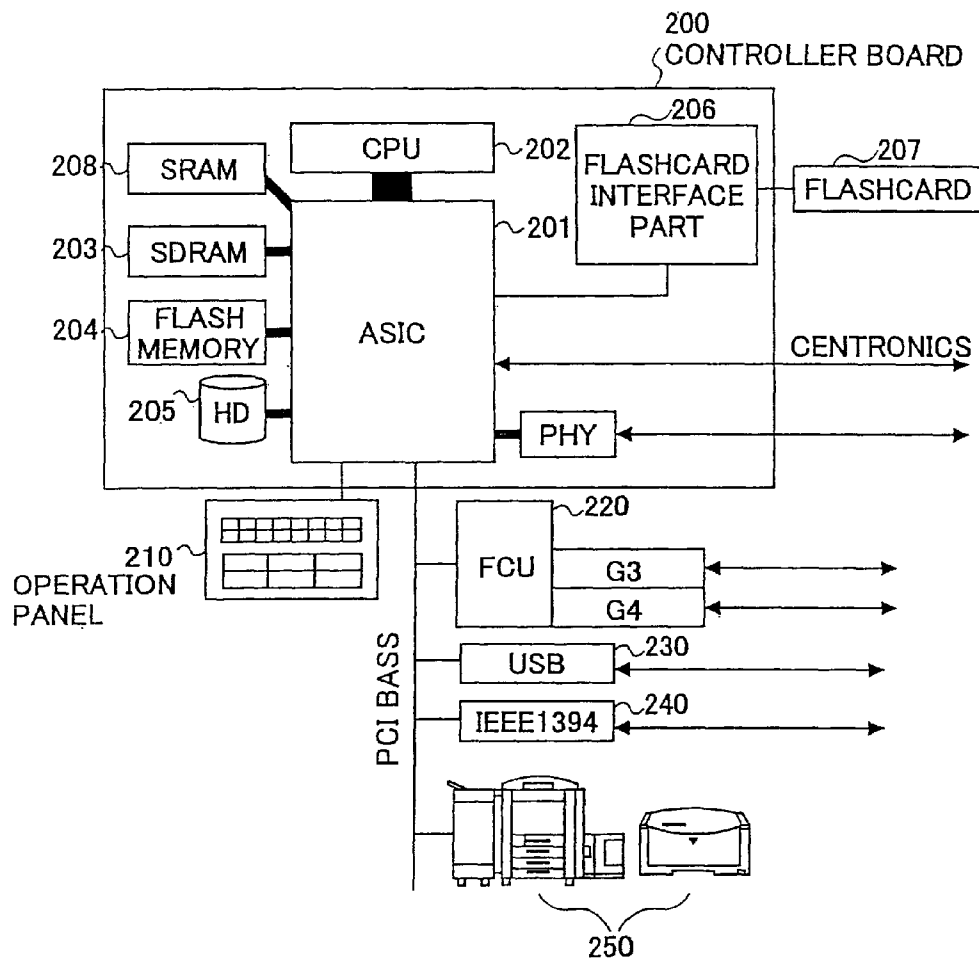 200
CONTROLLER BOARD
206
208
SRAM
CPU
202
FLASHCARD
INTERFACE
PART
207
FLASHCARD
201
203
SDRAM
204
FLASH
MEMORY
ASIC
CENTRONICS
205
HD
PHY
210
OPERATION
PANEL
220
FCU
G3
G4
PCI BASS
USB
230
IEEE1394
240
250